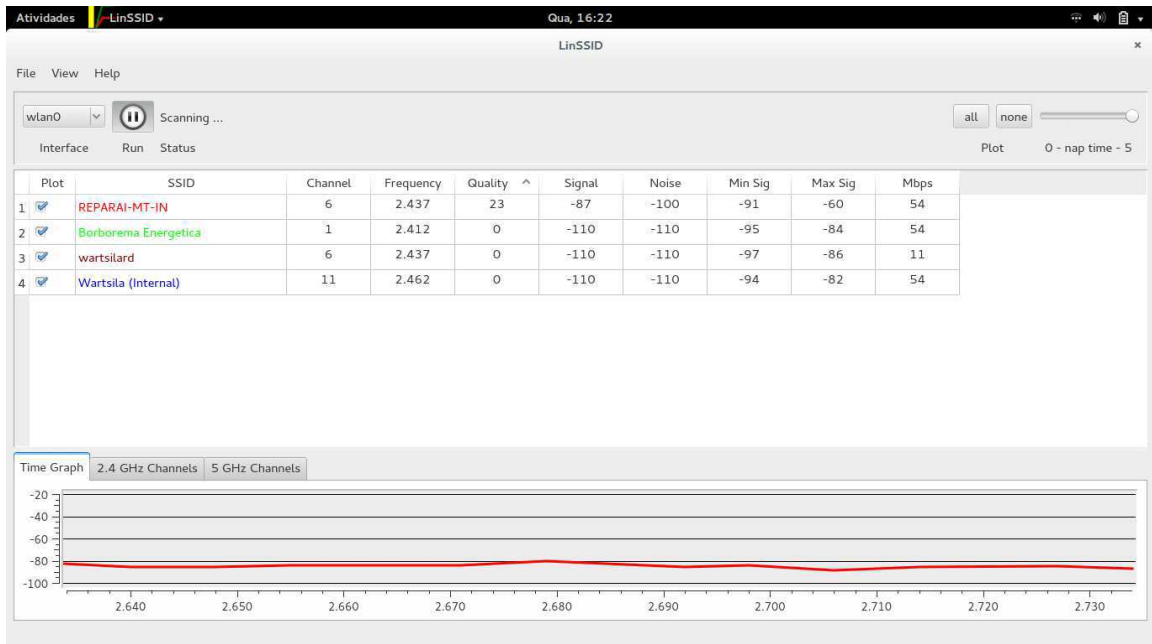 Atividades LinSSID Qua, 16:22
LinSSID ×
File View Help
wlan0 Scanning ... all none
Interface Run Status Plot 0 - nap time - 5
Plot SSID Channel Frequency Quality ^ Signal Noise Min Sig Max Sig Mbps
1 REPARAI-MT-IN 6 2.437 23 -87 -100 -91 -60 54
2 Borborema Energetica 1 2.412 0 -110 -110 -95 -84 54
3 wartsilard 6 2.437 0 -110 -110 -97 -86 11
4 Wartsila (Internal) 11 2.462 0 -110 -110 -94 -82 54
Time Graph 2.4 GHz Channels 5 GHz Channels
-20
-40
-60
-80
-100
2.640 2.650 2.660 2.670 2.680 2.690 2.700 2.710 2.720 2.730